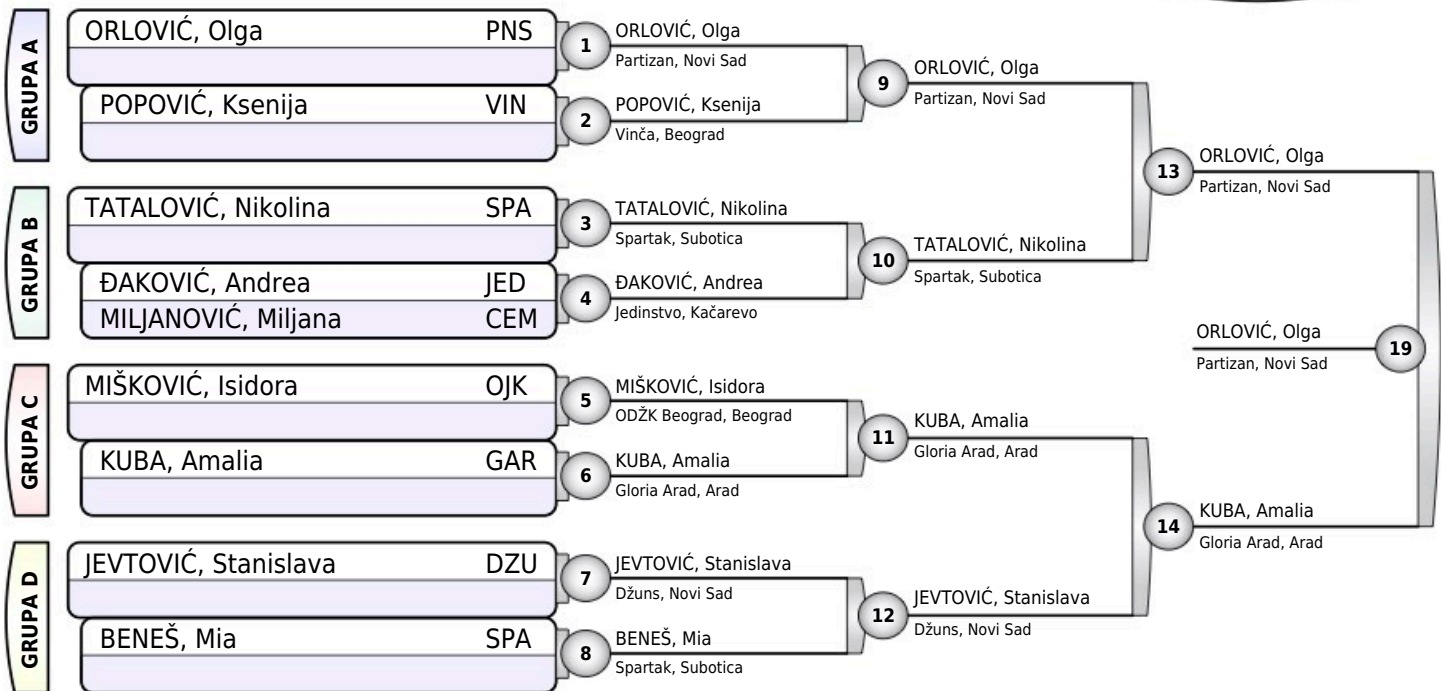 GRUPA A
ORLOVIĆ, Olga PNS
POPOVIĆ, Ksenija VIN
GRUPA B
TATALOVIĆ, Nikolina SPA
ĐAKOVIĆ, Andrea JED
MILJANOVIĆ, Miljana CEM
GRUPA C
MIŠKOVIĆ, Isidora OJK
KUBA, Amalia GAR
GRUPA D
JEVTOVIĆ, Stanislava DZU
BENEŠ, Mia SPA
1
ORLOVIĆ, Olga
Partizan, Novi Sad
2
POPOVIĆ, Ksenija
Vinča, Beograd
3
TATALOVIĆ, Nikolina
Spartak, Subotica
4
ĐAKOVIĆ, Andrea
Jedinstvo, Kačarevo
5
MIŠKOVIĆ, Isidora
ODŽK Beograd, Beograd
6
KUBA, Amalia
Gloria Arad, Arad
7
JEVTOVIĆ, Stanislava
Džuns, Novi Sad
8
BENEŠ, Mia
Spartak, Subotica
9
ORLOVIĆ, Olga
Partizan, Novi Sad
10
TATALOVIĆ, Nikolina
Spartak, Subotica
11
KUBA, Amalia
Gloria Arad, Arad
12
JEVTOVIĆ, Stanislava
Džuns, Novi Sad
13
ORLOVIĆ, Olga
Partizan, Novi Sad
14
KUBA, Amalia
Gloria Arad, Arad
ORLOVIĆ, Olga
19
Partizan, Novi Sad